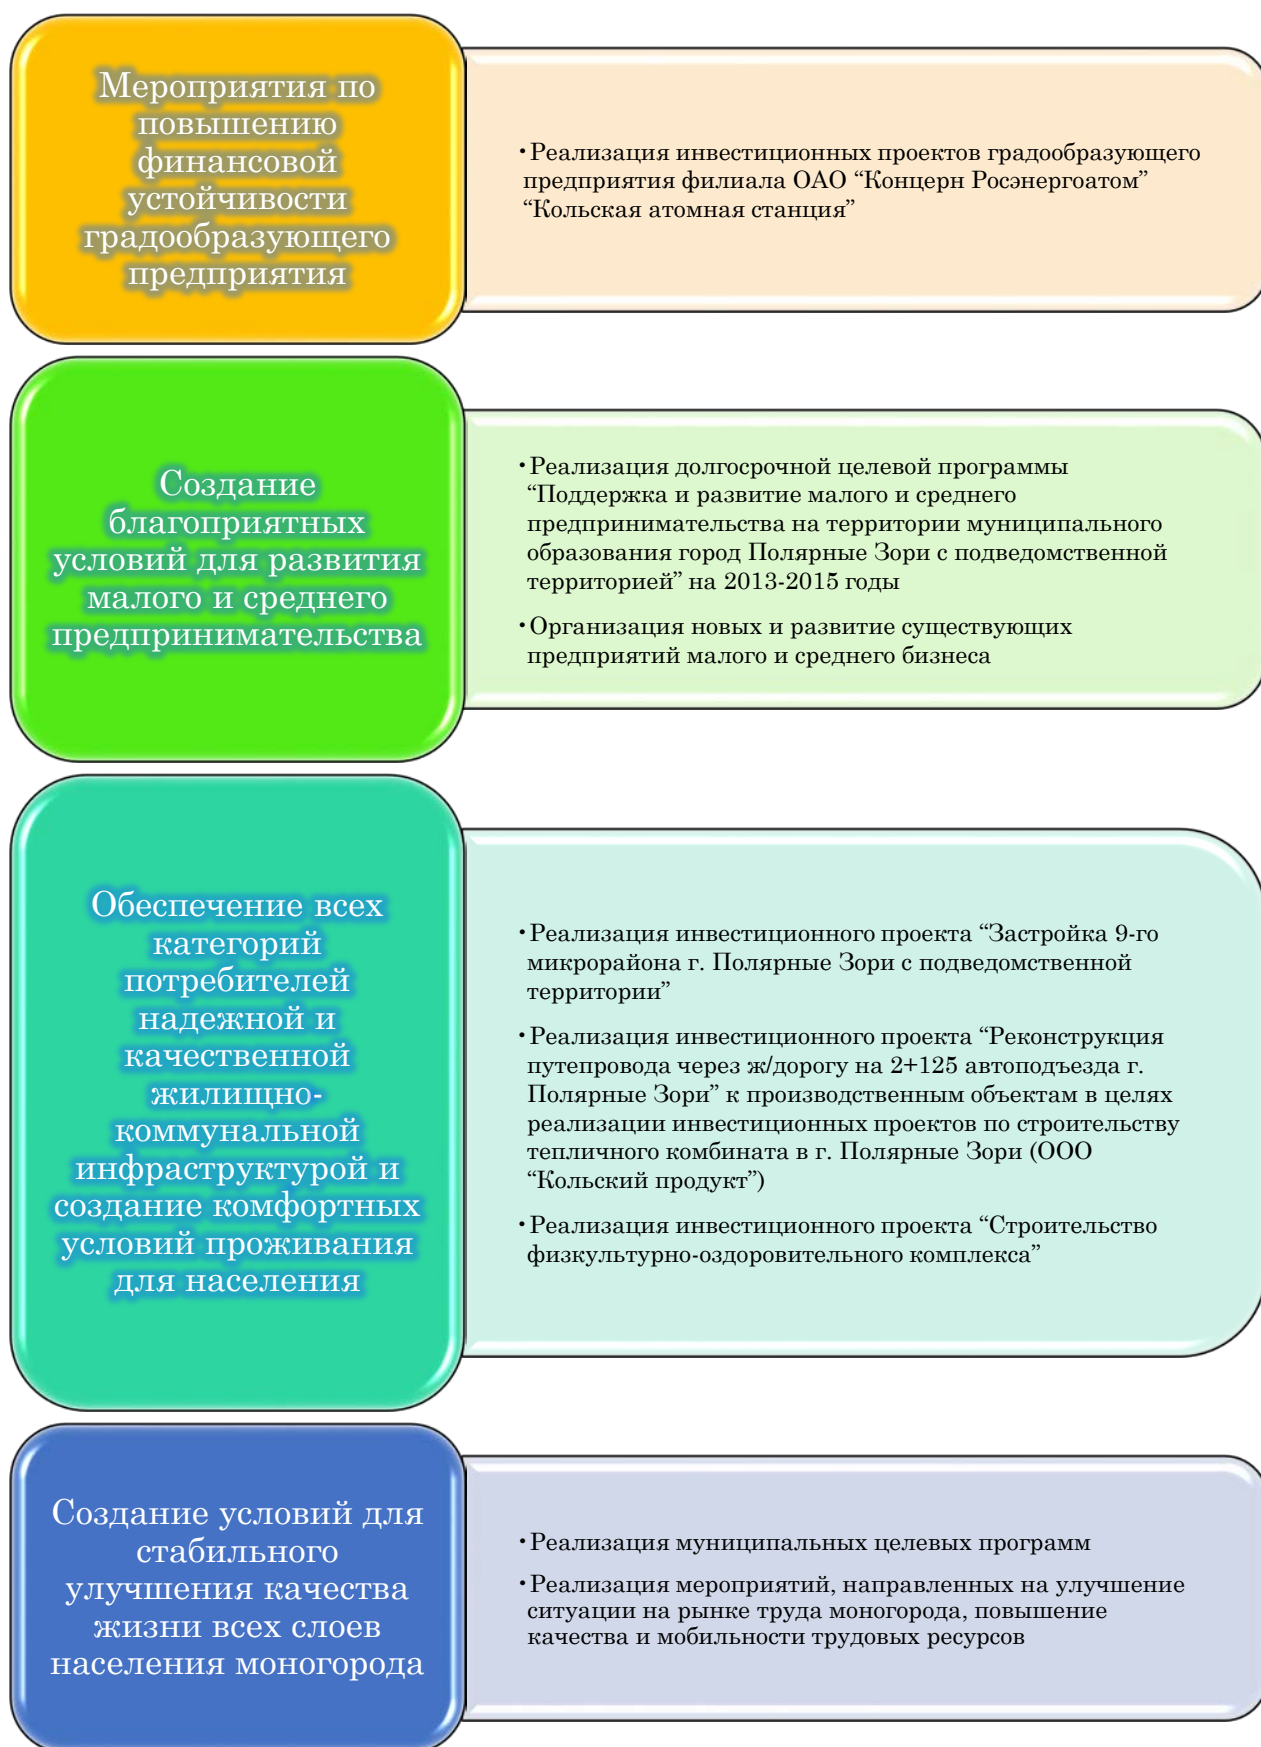 Мероприятия по
повышению
финансовой
устойчивости
градообразующего
предприятия
•Реализация инвестиционных проектов градообразующего
предприятия филиала ОАО “Концерн Росэнергоатом”
“Кольская атомная станция”
Создание
благоприятных
условий для развития
малого и среднего
предпринимательства
•Реализация долгосрочной целевой программы
“Поддержка и развитие малого и среднего
предпринимательства на территории муниципального
образования город Полярные Зори с подведомственной
территорией” на 2013-2015 годы
•Организация новых и развитие существующих
предприятий малого и среднего бизнеса
Обеспечение всех
категорий
потребителей
надежной и
качественной
жилищно-
коммунальной
инфраструктурой и
создание комфортных
условий проживания
для населения
•Реализация инвестиционного проекта “Застройка 9-го
микрорайона г. Полярные Зори с подведомственной
территории”
•Реализация инвестиционного проекта “Реконструкция
путепровода через ж/дорогу на 2+125 автоподъезда г.
Полярные Зори” к производственным объектам в целях
реализации инвестиционных проектов по строительству
тепличного комбината в г. Полярные Зори (ООО
“Кольский продукт”)
•Реализация инвестиционного проекта “Строительство
физкультурно-оздоровительного комплекса”
Создание условий для
стабильного
улучшения качества
жизни всех слоев
населения моногорода
•Реализация муниципальных целевых программ
•Реализация мероприятий, направленных на улучшение
ситуации на рынке труда моногорода, повышение
качества и мобильности трудовых ресурсов